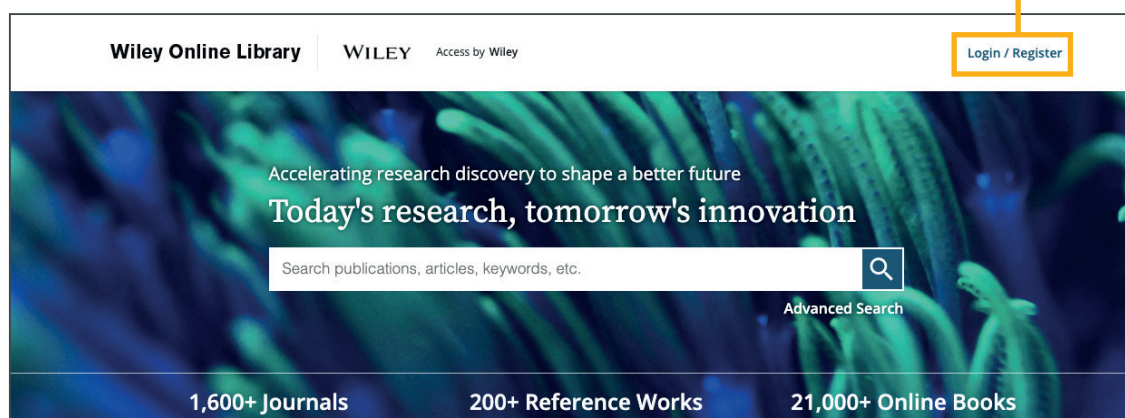 Wiley Online Library WILEY Access by Wiley Login / Register
Accelerating research discovery to shape a better future
Today's research, tomorrow's innovation
Search publications, articles, keywords, etc.
Advanced Search
1,600+ Journals 200+ Reference Works 21,000+ Online Books